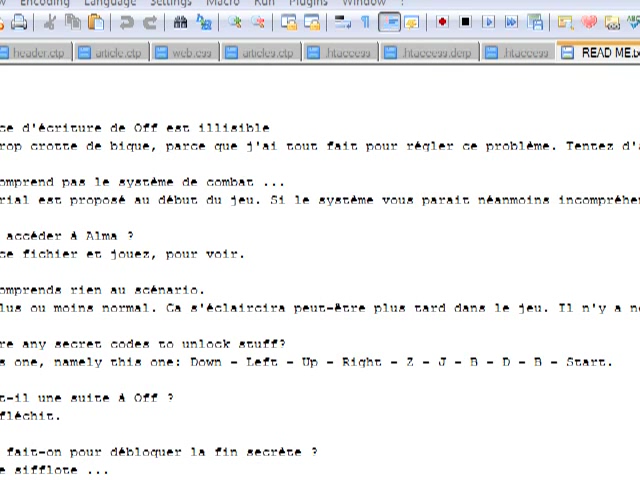 Encoding Language Settings Macro Run Plugins Window ?
header.ctp article.ctp web.css articles.ctp .htaccess .htaccess.derp .htaccess READ ME.tx
ce d'écriture de Off est illisible
rop crotte de bique, parce que j'ai tout fait pour régler ce problème. Tentez d'a
omprend pas le système de combat ...
rial est proposé au début du jeu. Si le système vous parait néanmoins incompréhen
accéder à Alma ?
ce fichier et jouez, pour voir.
omprends rien au scénario.
lus ou moins normal. Ca s'éclaircira peut-être plus tard dans le jeu. Il n'y a n
re any secret codes to unlock stuff?
s one, namely this one: Down - Left - Up - Right - Z - J - B - D - B - Start.
t-il une suite à Off ?
fléchit.
fait-on pour débloquer la fin secrète ?
e sifflote ...